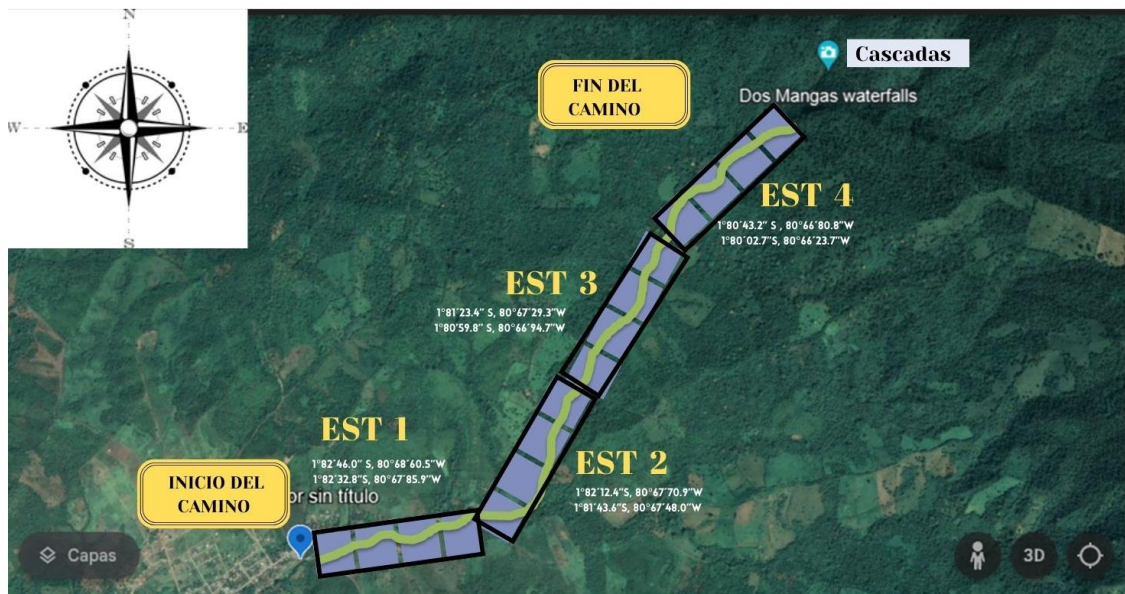 N
W
E
S
Cascadas
FIN DEL
CAMINO
Dos Mangas waterfalls
EST 4
1°80´43.2" S , 80°66´80.8"W
1°80´02.7"S, 80°66´23.7"W
EST 3
1°81´23.4" S, 80°67´29.3"W
1°80´59.8" S, 80°66´94.7"W
EST 1
1°82´46.0" S, 80°68´60.5"W
1°82´32.8"S, 80°67´85.9"W
EST 2
1°82´12.4"S, 80°67´70.9"W
1°81´43.6"S, 80°67´48.0"W
INICIO DEL
CAMINO
or sin título
Capas
3D